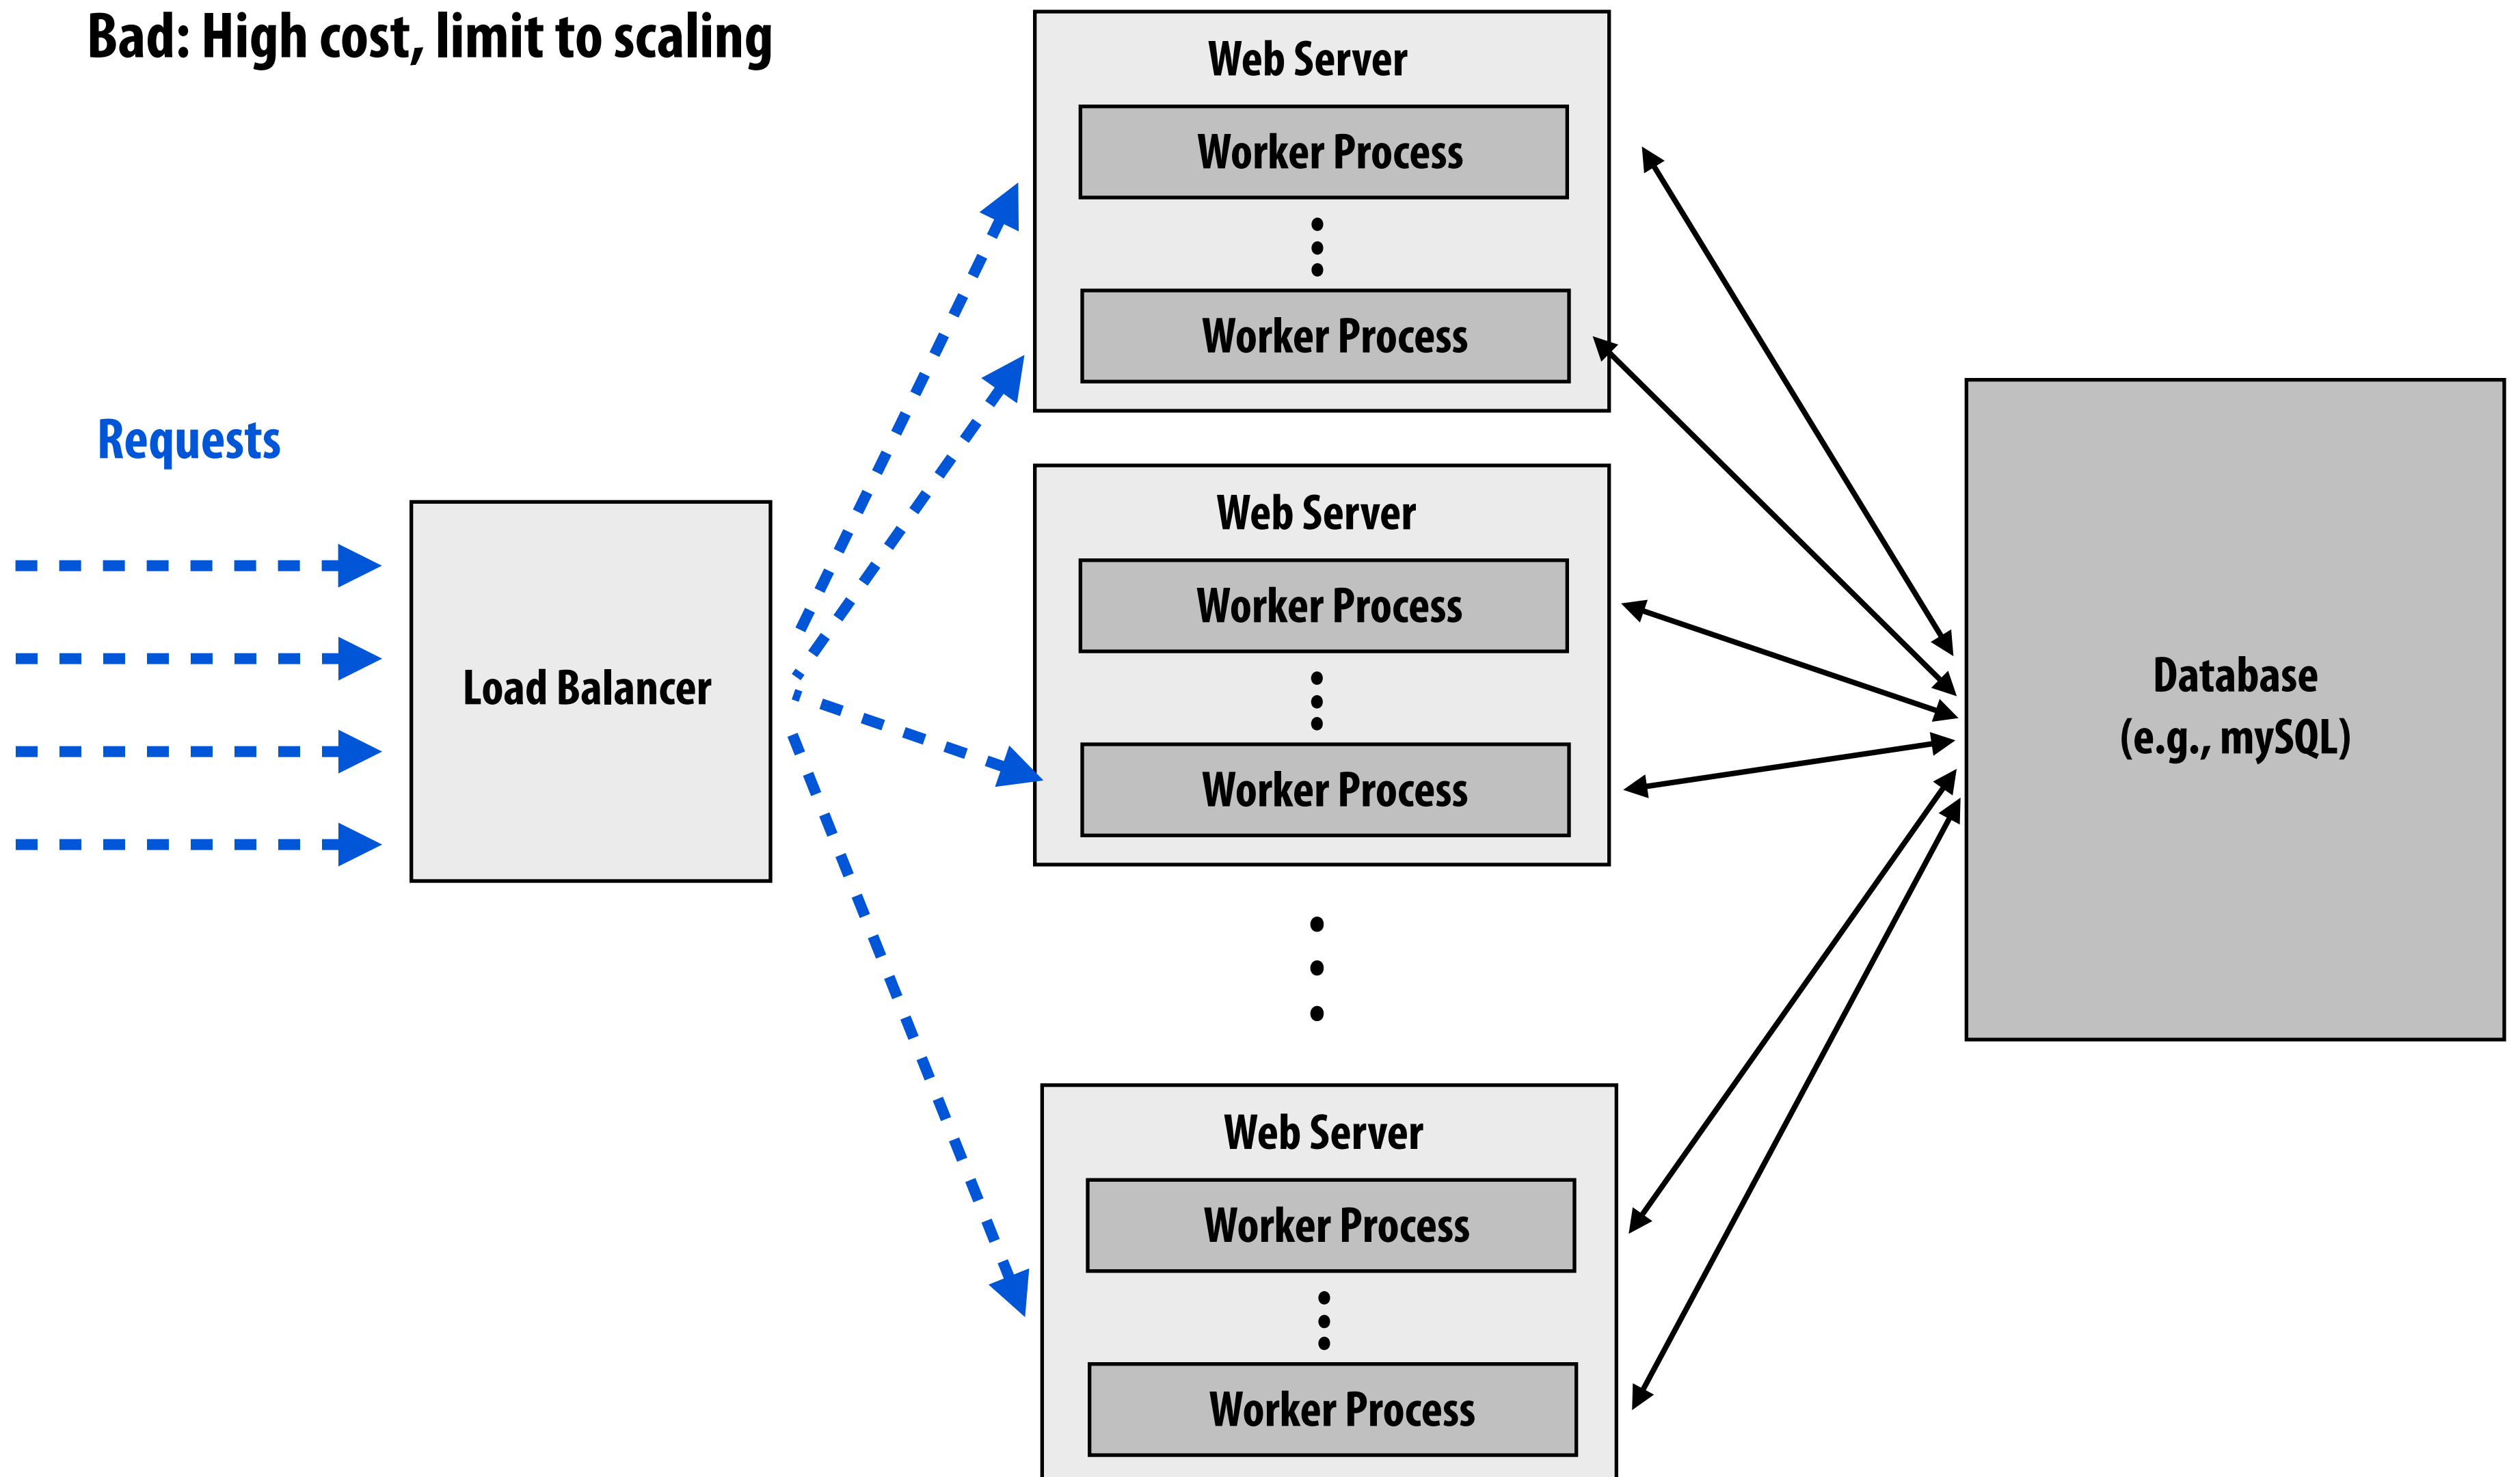 Bad: High cost, limit to scaling
Requests
Load Balancer
Web Server
Worker Process
Worker Process
Web Server
Worker Process
Worker Process
Web Server
Worker Process
Worker Process
Database
(e.g., mySQL)